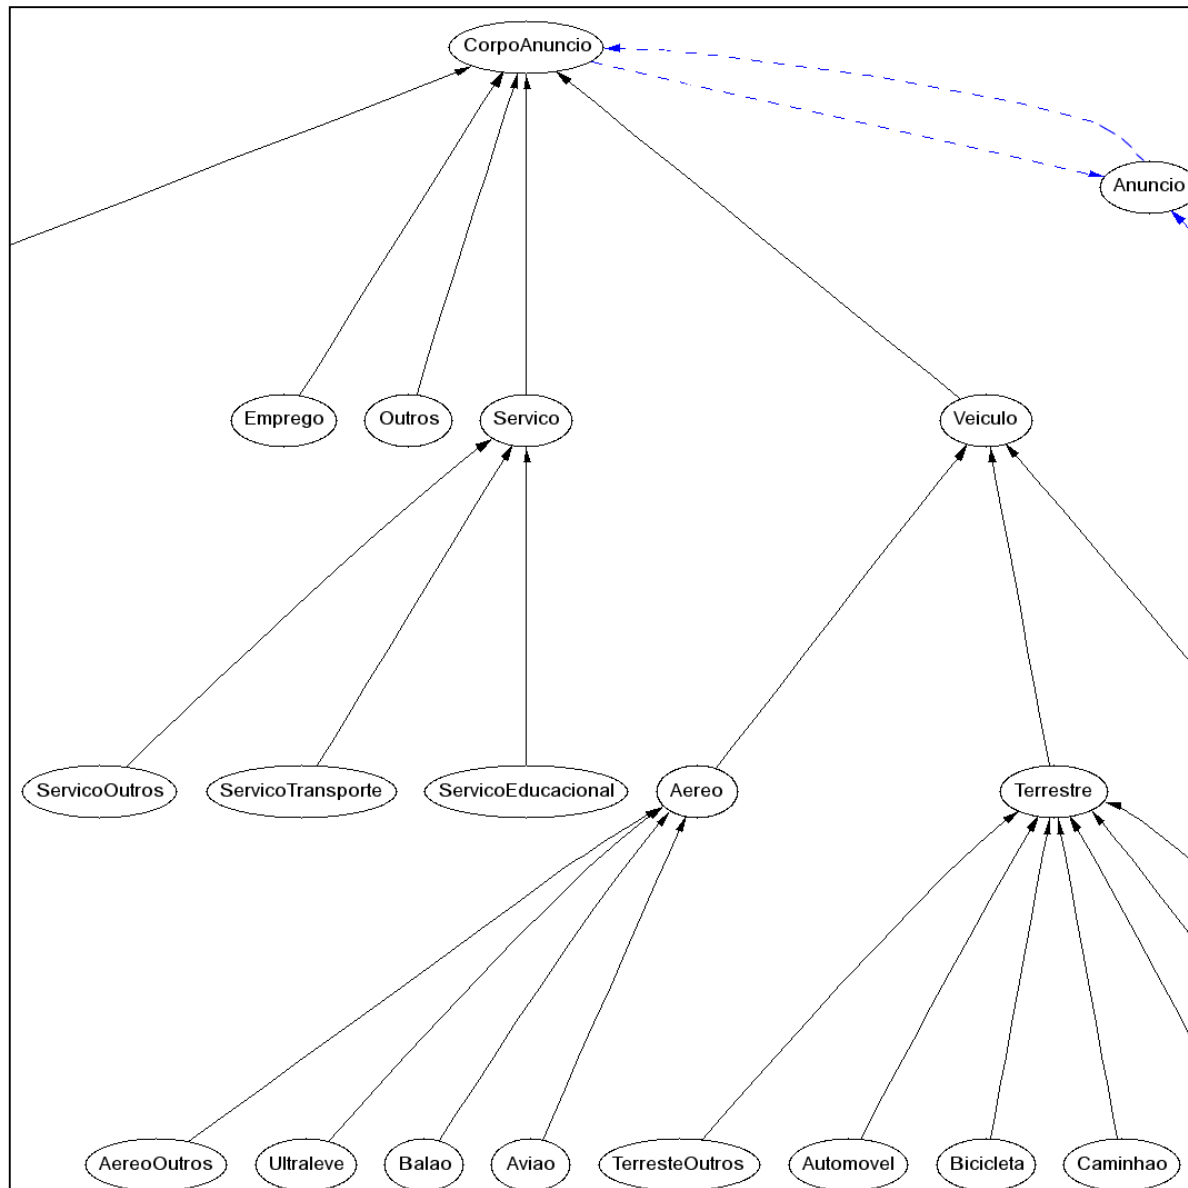 CorpoAnuncio
Anuncio
Emprego
Outros
Servico
Veiculo
ServicoOutros
ServicoTransporte
ServicoEducacional
Aereo
Terrestre
AereoOutros
Ultraleve
Balao
Aviao
TerresteOutros
Automovel
Bicicleta
Caminhao